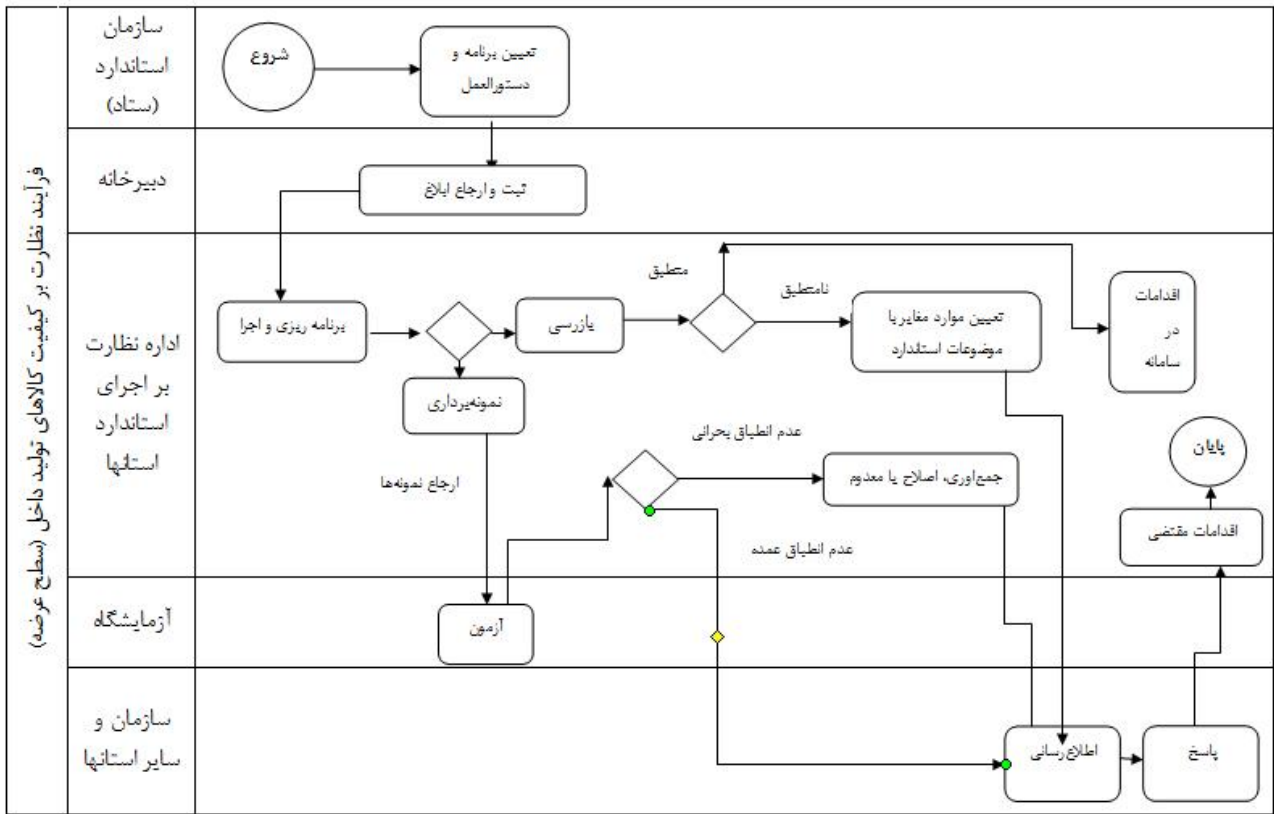 فرآیند نظارت بر کیفیت کالاهای تولید داخل (سطح عرضه)
سازمان
استاندارد
(ستاد)
شروع
تعیین برنامه و
دستورالعمل
دبیرخانه
ثبت و ارجاع ابلاغ
اداره نظارت
بر اجرای
استاندارد
استانها
برنامه ریزی و اجرا
بازرسی
نمونه‌برداری
ارجاع نمونه‌ها
منطبق
نامنطبق
تعیین موارد مغایر با
موضوعات استاندارد
اقدامات
در
سامانه
عدم انطباق بحرانی
جمع‌اوری، اصلاح یا معدوم
عدم انطباق عمده
پایان
اقدامات مقتضی
آزمایشگاه
آزمون
سازمان و
سایر استانها
اطلاع‌رسانی
پاسخ